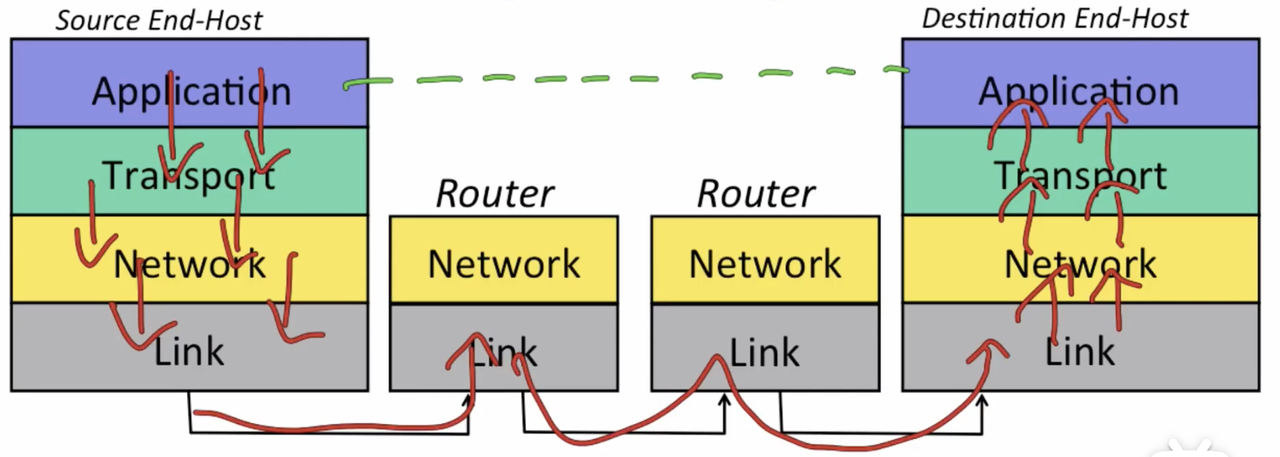 Source End-Host
Destination End-Host
Application
Application
Transport
Transport
Router
Router
Network
Network
Network
Network
Link
Link
Link
Link